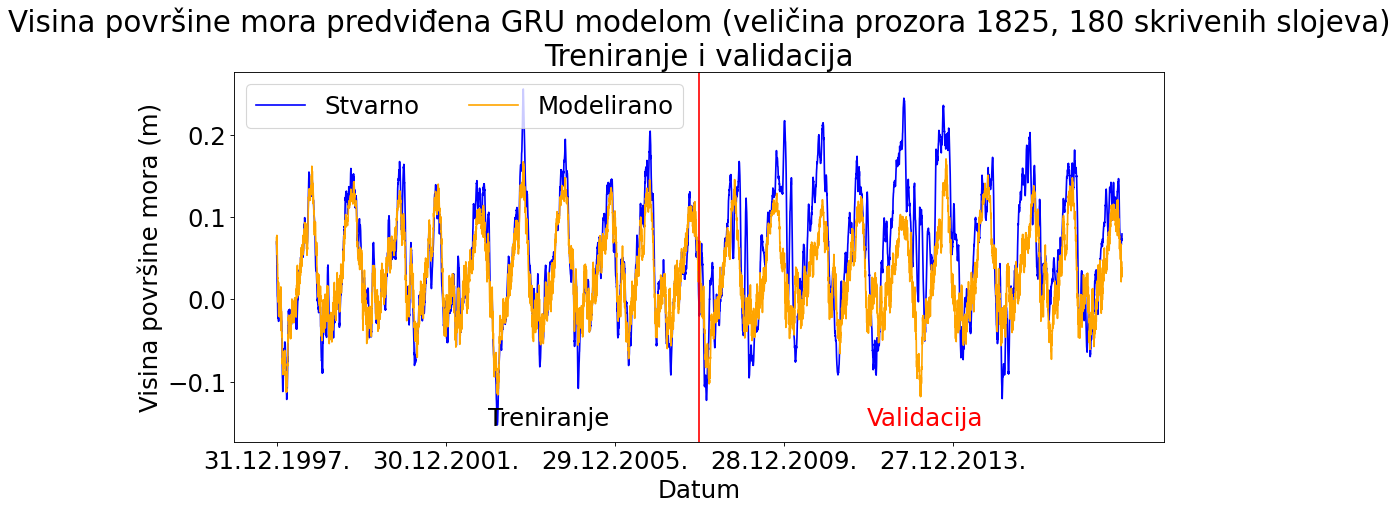 Visina površine mora predviđena GRU modelom (veličina prozora 1825, 180 skrivenih slojeva)
Treniranje i validacija
Stvarno
Modelirano
Visina površine mora (m)
0.2
0.1
0.0
−0.1
Treniranje
Validacija
31.12.1997.
30.12.2001.
29.12.2005.
28.12.2009.
27.12.2013.
Datum